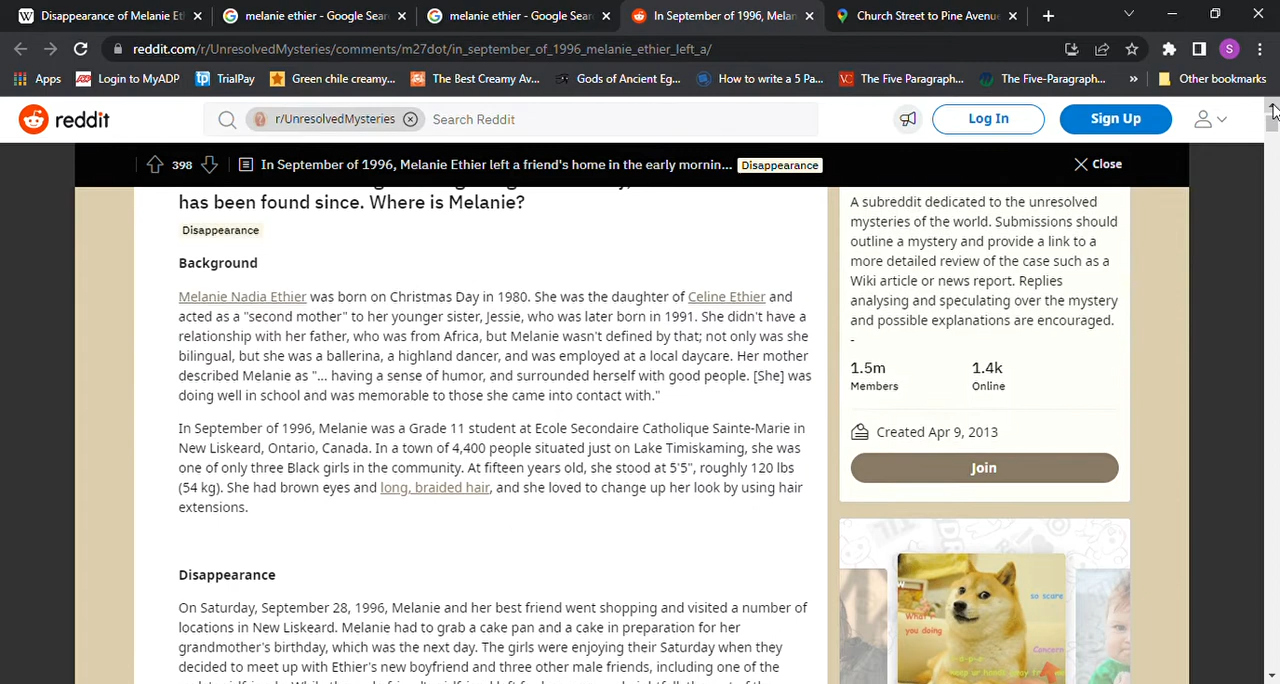 Disappearance of Melanie Et
melanie ethier - Google Sear
melanie ethier - Google Sear
In September of 1996, Melan
Church Street to Pine Avenue
reddit.com/r/UnresolvedMysteries/comments/m27dot/in_september_of_1996_melanie_ethier_left_a/
S
Apps
Login to MyADP
TrialPay
Green chile creamy...
The Best Creamy Av...
Gods of Ancient Eg...
How to write a 5 Pa...
The Five Paragraph...
The Five-Paragraph...
»
Other bookmarks
reddit
r/UnresolvedMysteries
Search Reddit
Log In
Sign Up
398
In September of 1996, Melanie Ethier left a friend's home in the early mornin...
Disappearance
Close
has been found since. Where is Melanie?
Disappearance
Background
Melanie Nadia Ethier was born on Christmas Day in 1980. She was the daughter of Celine Ethier and
acted as a "second mother" to her younger sister, Jessie, who was later born in 1991. She didn't have a
relationship with her father, who was from Africa, but Melanie wasn't defined by that; not only was she
bilingual, but she was a ballerina, a highland dancer, and was employed at a local daycare. Her mother
described Melanie as "... having a sense of humor, and surrounded herself with good people. [She] was
doing well in school and was memorable to those she came into contact with."
In September of 1996, Melanie was a Grade 11 student at Ecole Secondaire Catholique Sainte-Marie in
New Liskeard, Ontario, Canada. In a town of 4,400 people situated just on Lake Timiskaming, she was
one of only three Black girls in the community. At fifteen years old, she stood at 5'5", roughly 120 lbs
(54 kg). She had brown eyes and long, braided hair, and she loved to change up her look by using hair
extensions.
Disappearance
On Saturday, September 28, 1996, Melanie and her best friend went shopping and visited a number of
locations in New Liskeard. Melanie had to grab a cake pan and a cake in preparation for her
grandmother's birthday, which was the next day. The girls were enjoying their Saturday when they
decided to meet up with Ethier's new boyfriend and three other male friends, including one of the
A subreddit dedicated to the unresolved
mysteries of the world. Submissions should
outline a mystery and provide a link to a
more detailed review of the case such as a
Wiki article or news report. Replies
analysing and speculating over the mystery
and possible explanations are encouraged.
-
1.5m
Members
1.4k
Online
Created Apr 9, 2013
Join
so scare
What r
you doing
Concern